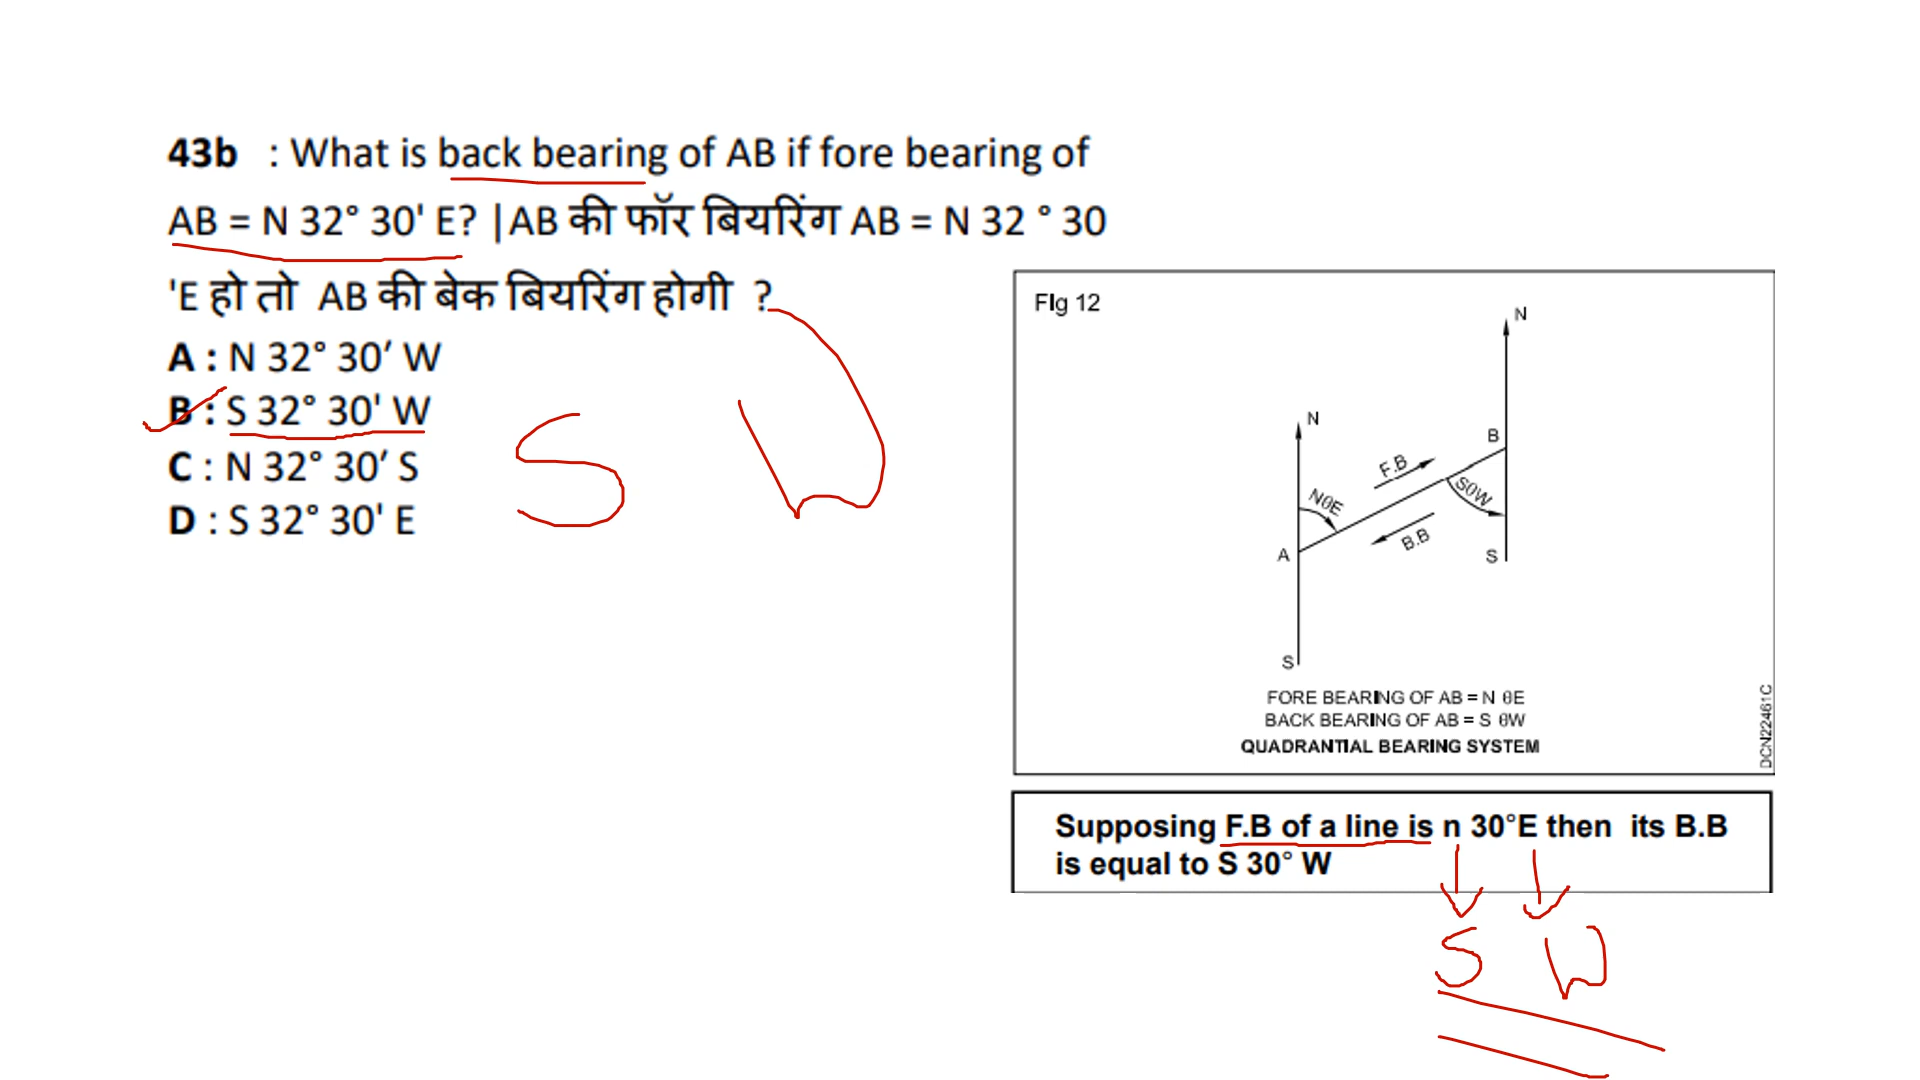 43b : What is back bearing of AB if fore bearing of
AB = N 32° 30' E? | AB की फॉर बियरिंग AB = N 32 ° 30
'E हो तो AB की बेक बियरिंग होगी ?
A : N 32° 30′ W
B : S 32° 30' W
C : N 32° 30′ S
D : S 32° 30' E
S W
FIg 12
N
N
B
F.B
SθW
NθE
B.B
A
S
S
FORE BEARING OF AB = N θE
BACK BEARING OF AB = S θW
QUADRANTIAL BEARING SYSTEM
DCN22461C
Supposing F.B of a line is n 30°E then its B.B
is equal to S 30° W
S W